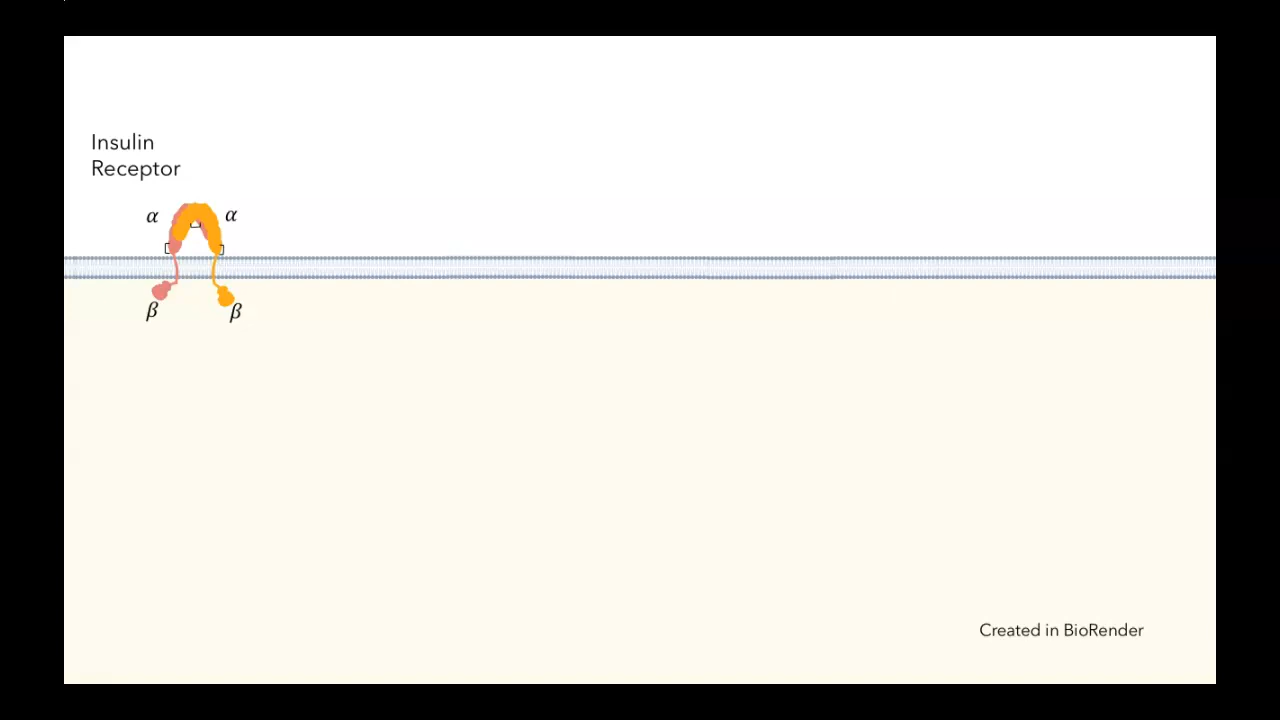 Insulin
Receptor
α α
β β
Created in BioRender